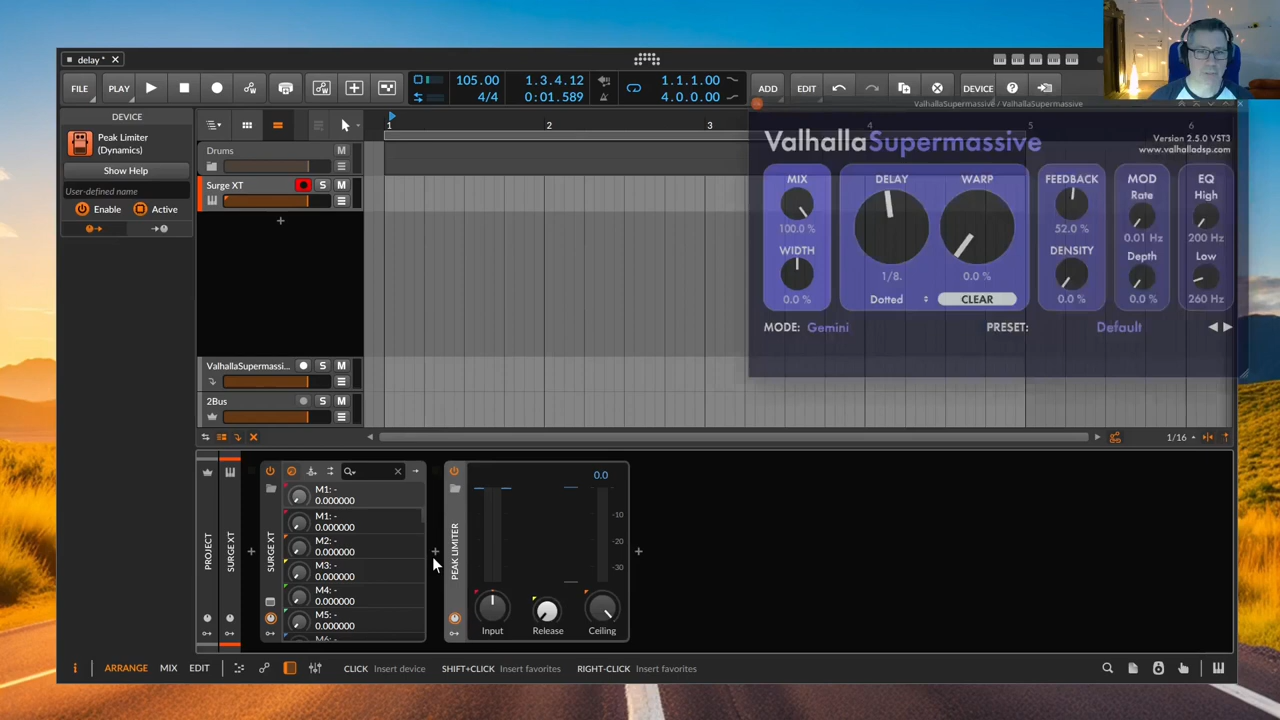 delay *
FILE
PLAY
105.00
4/4
1.3.4.12
0:01.589
1.1.1.00
4.0.0.00
ADD
EDIT
DEVICE
ValhallaSupermassive / ValhallaSupermassive
DEVICE
Peak Limiter
(Dynamics)
Show Help
User-defined name
Enable
Active
1
2
3
4
5
6
Drums
M
Surge XT
S
M
ValhallaSupermassi...
S
M
2Bus
S
M
ValhallaSupermassive
Version 2.5.0 VST3
www.valhalladsp.com
MIX
100.0 %
WIDTH
0.0 %
DELAY
1/8.
Dotted
WARP
0.0 %
CLEAR
FEEDBACK
52.0 %
DENSITY
0.0 %
MOD
Rate
0.01 Hz
Depth
0.0 %
EQ
High
200 Hz
Low
260 Hz
MODE: Gemini
PRESET: Default
1/16
PROJECT
SURGE XT
SURGE XT
M1: -
0.000000
M1: -
0.000000
M2: -
0.000000
M3: -
0.000000
M4: -
0.000000
M5: -
0.000000
M6: -
PEAK LIMITER
0.0
-10
-20
-30
Input
Release
Ceiling
i
ARRANGE
MIX
EDIT
CLICK Insert device
SHIFT+CLICK Insert favorites
RIGHT-CLICK Insert favorites